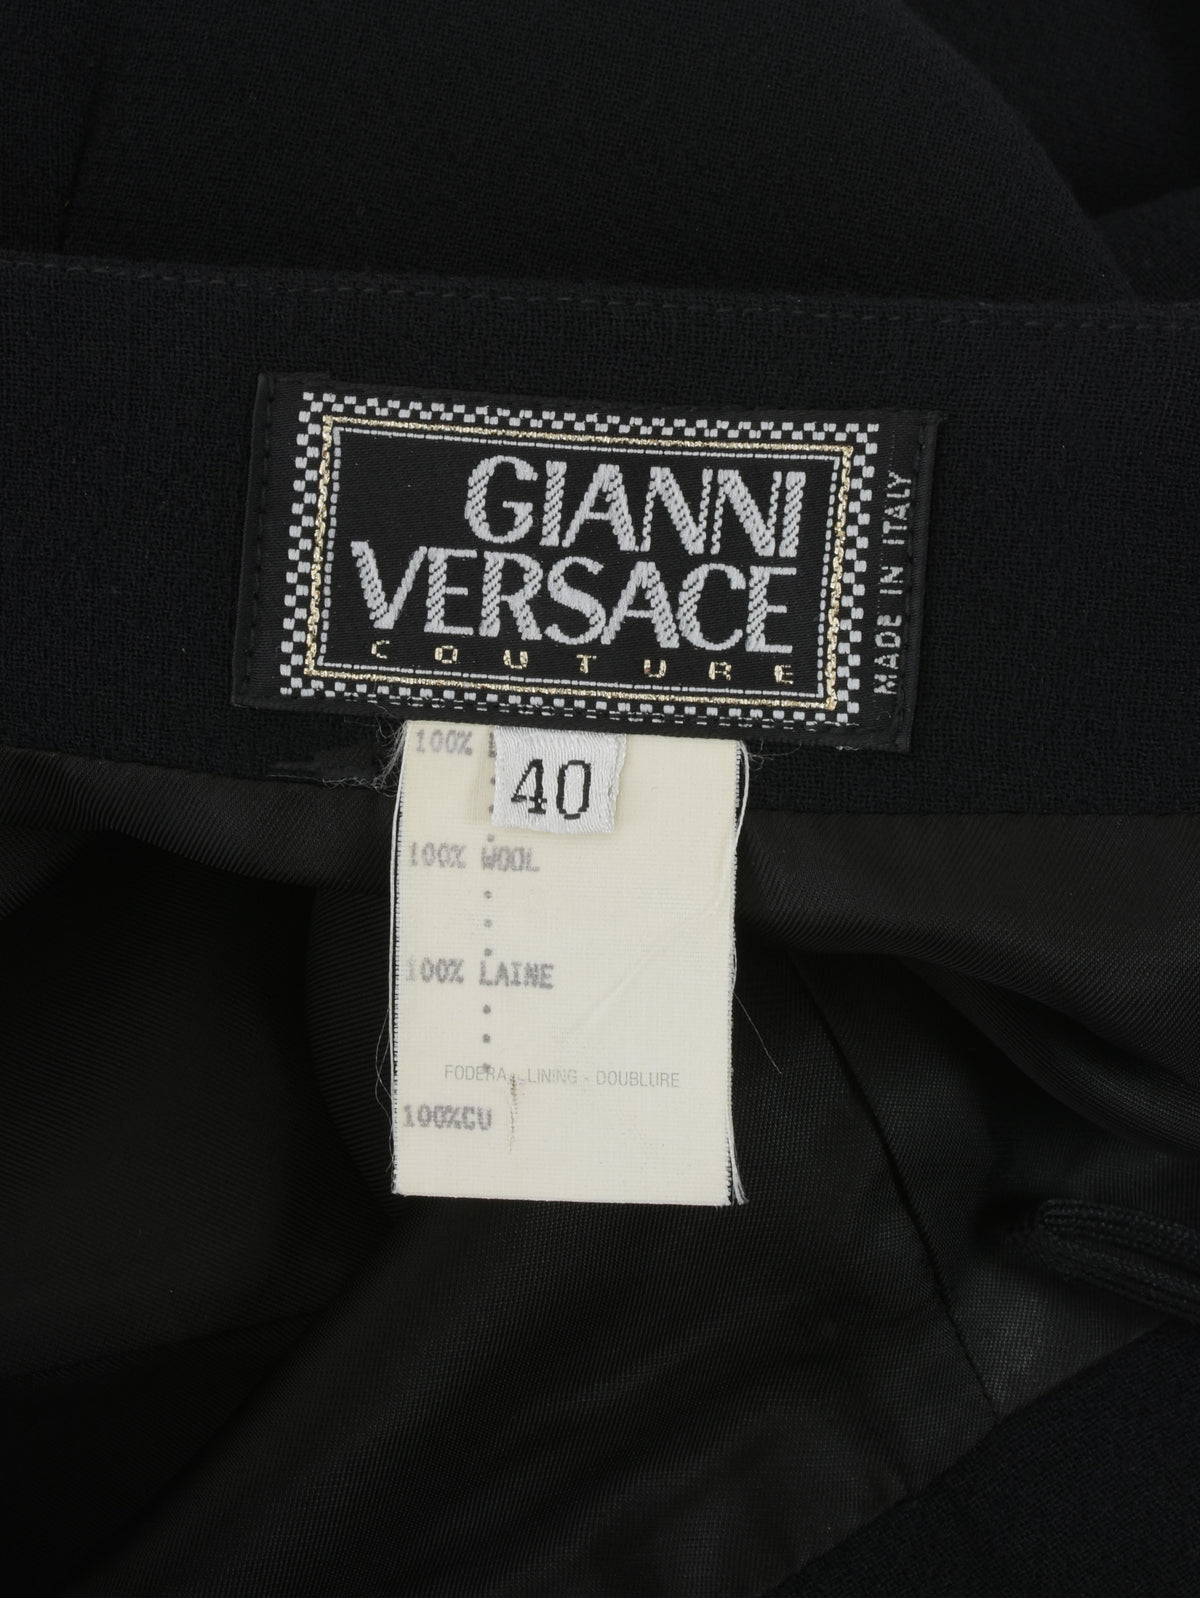 GIANNI
VERSACE
COUTURE
MADE IN ITALY
100%
40
100% WOOL
100% LAINE
FODERA - LINING - DOUBLURE
100%CU